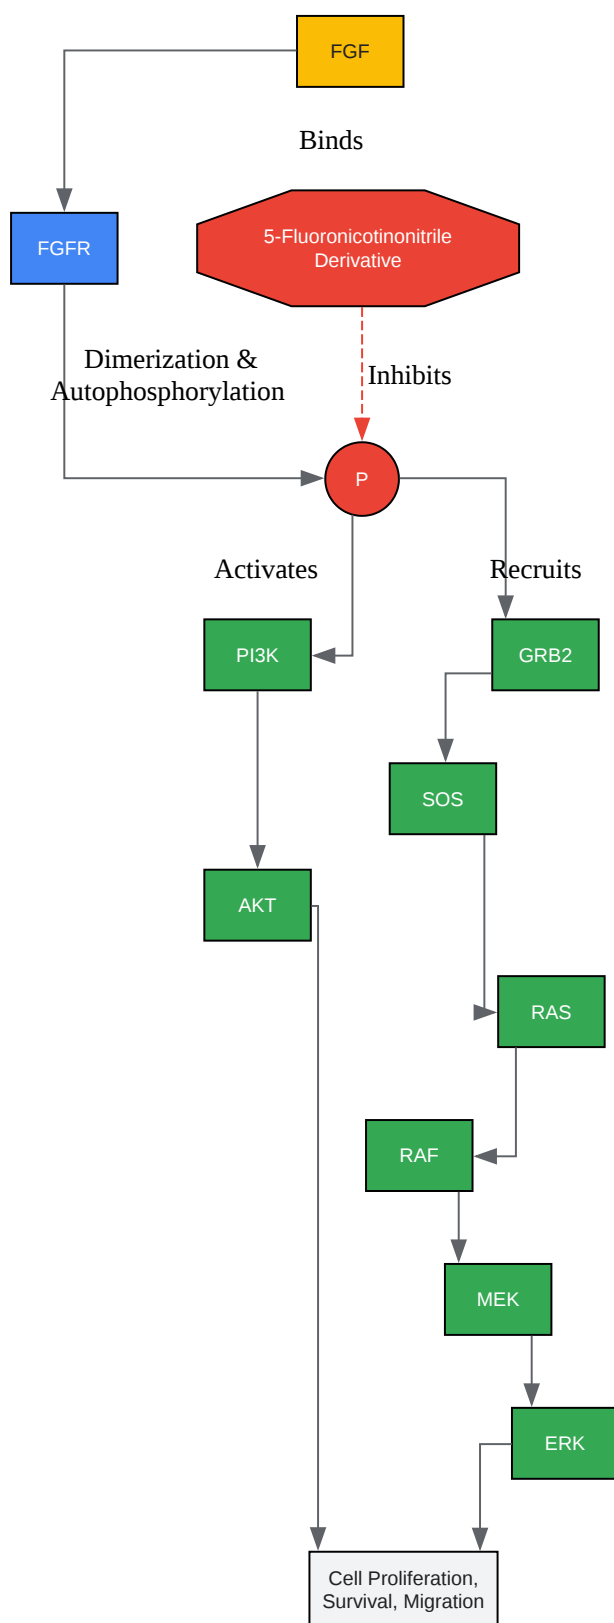 FGF
Binds
FGFR
5-Fluoronicotinonitrile
Derivative
Dimerization &
Autophosphorylation
Inhibits
P
Activates
Recruits
PI3K
GRB2
SOS
AKT
RAS
RAF
MEK
ERK
Cell Proliferation,
Survival, Migration